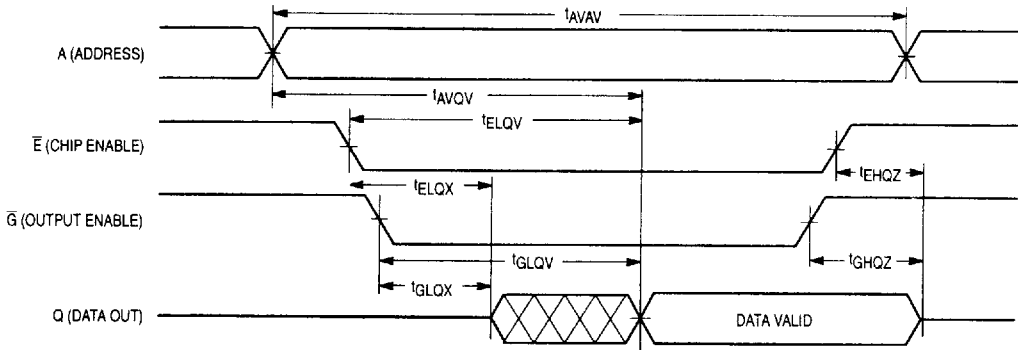 tAVAV
A (ADDRESS)
tAVQV
tELQV
E̅ (CHIP ENABLE)
tELQX
tEHQZ
G̅ (OUTPUT ENABLE)
tGLQV
tGHQZ
tGLQX
Q (DATA OUT)
DATA VALID